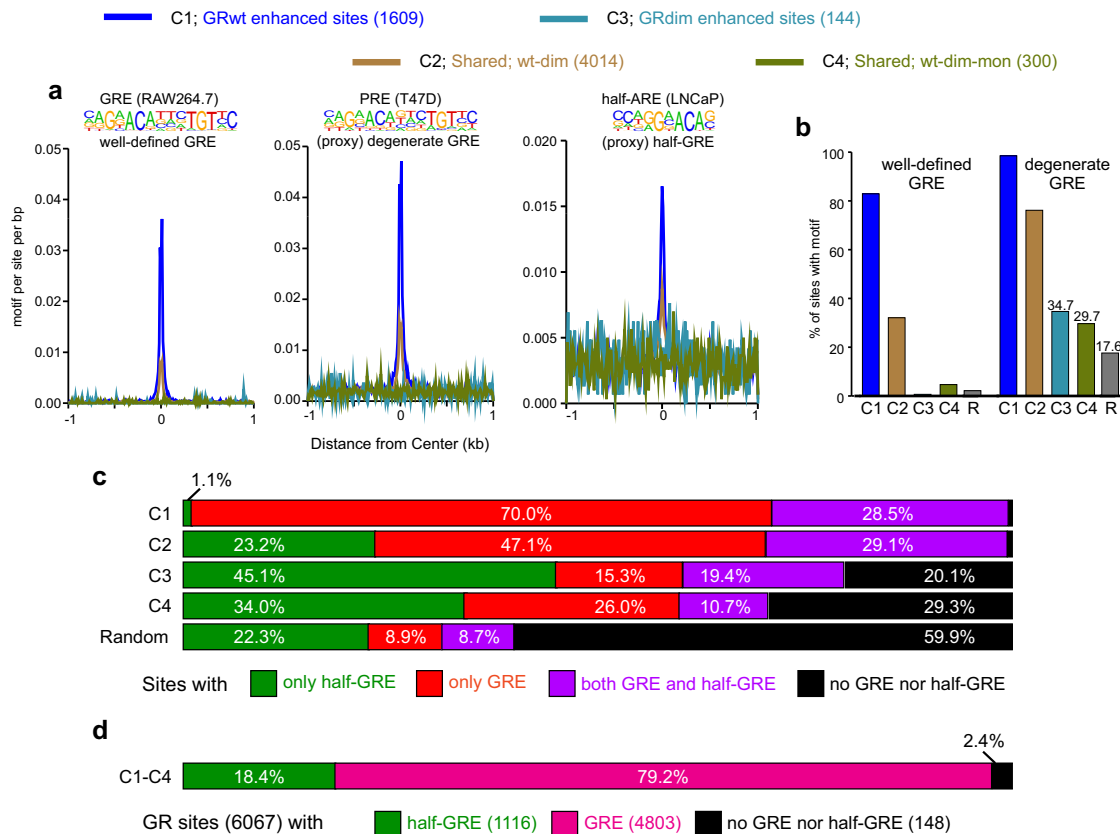 C1; GRwt enhanced sites (1609)
C3; GRdim enhanced sites (144)
C2; Shared; wt-dim (4014)
C4; Shared; wt-dim-mon (300)
a
GRE (RAW264.7)
well-defined GRE
PRE (T47D)
(proxy) degenerate GRE
half-ARE (LNCaP)
(proxy) half-GRE
motif per site per bp
0.05
0.04
0.03
0.02
0.01
0.00
-1
0
1
0.05
0.04
0.03
0.02
0.01
0.00
-1
0
1
0.020
0.015
0.010
0.005
0.000
-1
0
1
Distance from Center (kb)
b
% of sites with motif
100
80
60
40
20
0
well-defined
GRE
degenerate
GRE
34.7
29.7
17.6
C1 C2 C3 C4 R
C1 C2 C3 C4 R
c
1.1%
C1 70.0% 28.5%
C2 23.2% 47.1% 29.1%
C3 45.1% 15.3% 19.4% 20.1%
C4 34.0% 26.0% 10.7% 29.3%
Random 22.3% 8.9% 8.7% 59.9%
Sites with only half-GRE only GRE both GRE and half-GRE no GRE nor half-GRE
d
2.4%
C1-C4 18.4% 79.2%
GR sites (6067) with half-GRE (1116) GRE (4803) no GRE nor half-GRE (148)